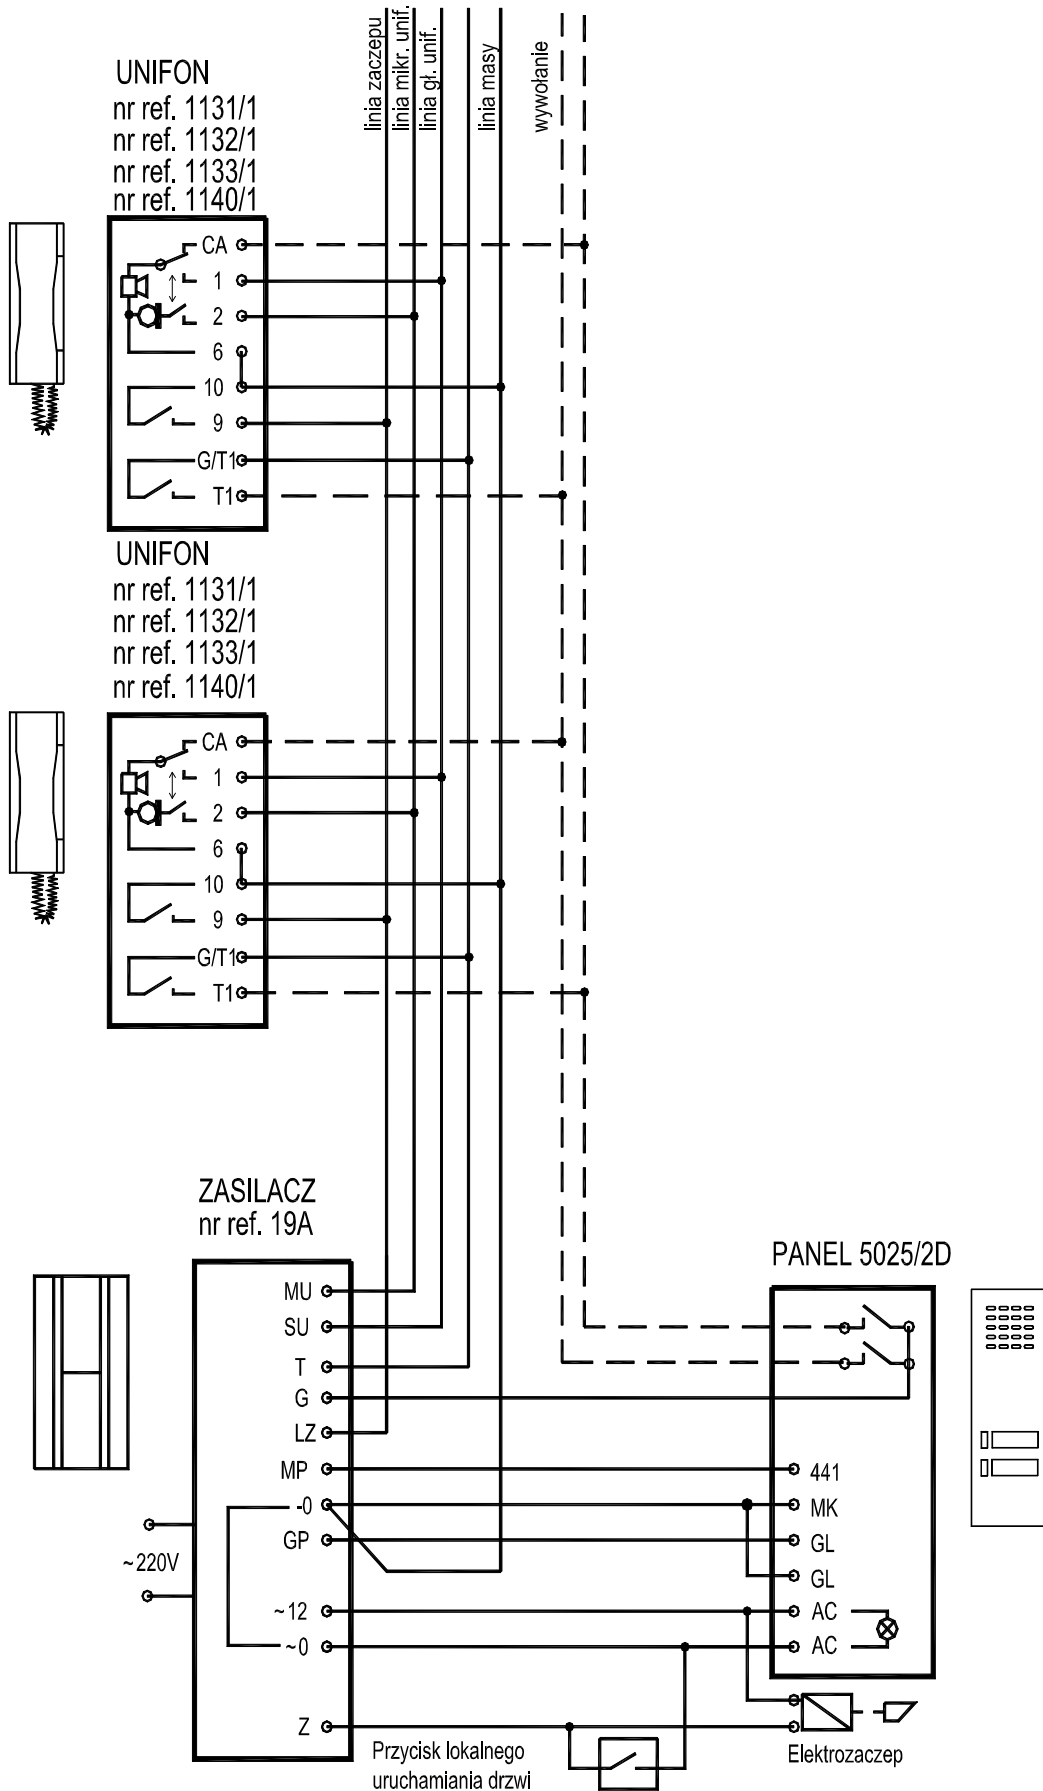 linia zaczepu
linia mikr. unif.
linia gł. unif.
linia masy
wywołanie
UNIFON
nr ref. 1131/1
nr ref. 1132/1
nr ref. 1133/1
nr ref. 1140/1
CA
1
2
6
10
9
G/T1
T1
UNIFON
nr ref. 1131/1
nr ref. 1132/1
nr ref. 1133/1
nr ref. 1140/1
CA
1
2
6
10
9
G/T1
T1
ZASILACZ
nr ref. 19A
MU
SU
T
G
LZ
MP
-0
GP
~12
~0
Z
~220V
PANEL 5025/2D
441
MK
GL
GL
AC
AC
Elektrozaczep
Przycisk lokalnego
uruchamiania drzwi